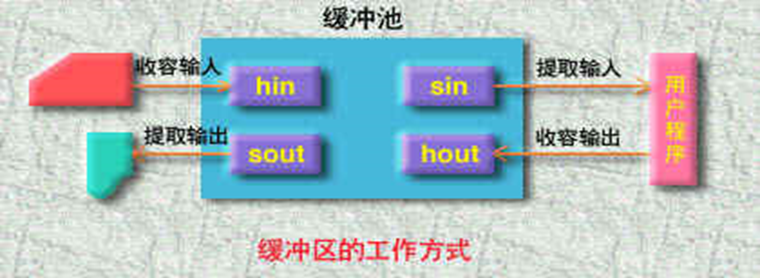 缓冲池
收容输入
hin
sin
提取输入
用户程序
提取输出
sout
hout
收容输出
缓冲区的工作方式